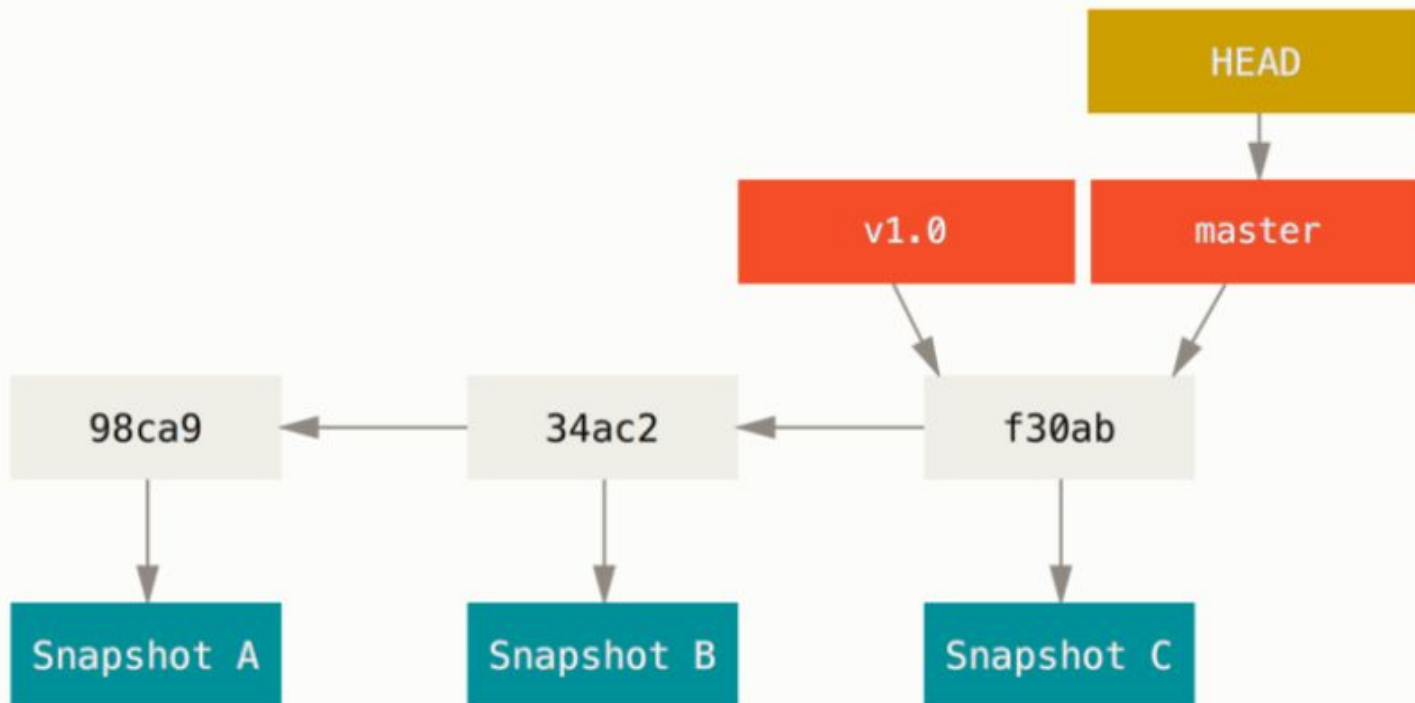 HEAD
v1.0
master
98ca9
34ac2
f30ab
Snapshot A
Snapshot B
Snapshot C